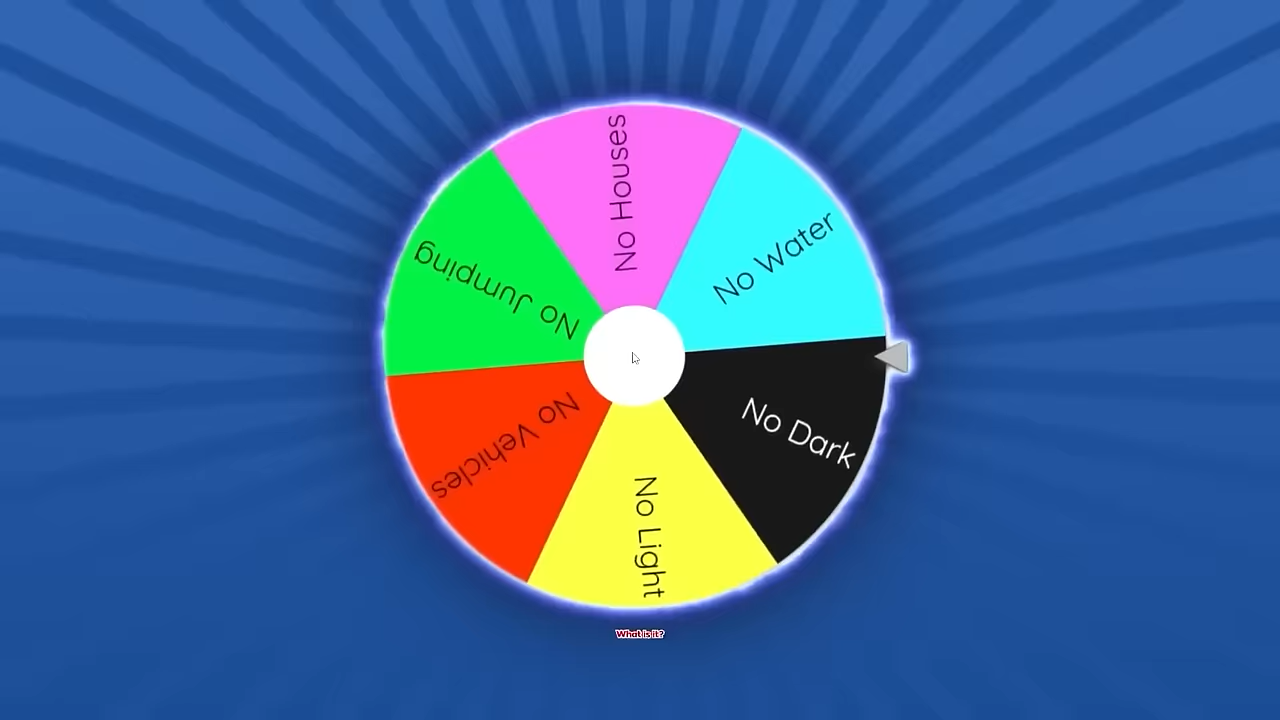 No Houses
No Water
No Jumping
No Dark
No Vehicles
No Light
What is it?